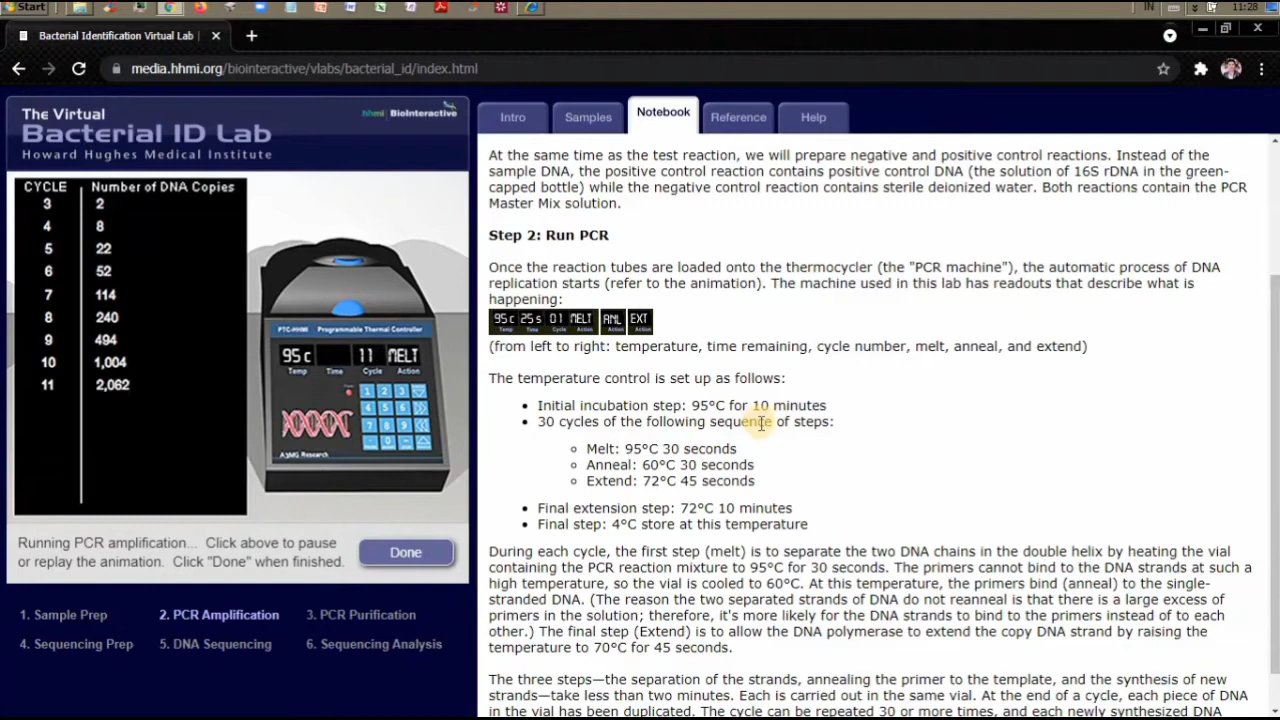 Start
IN
11:28
Bacterial Identification Virtual Lab
media.hhmi.org/biointeractive/vlabs/bacterial_id/index.html
The Virtual
Bacterial ID Lab
Howard Hughes Medical Institute
hhmi BioInteractive
Intro
Samples
Notebook
Reference
Help
CYCLE Number of DNA Copies
3 2
4 8
5 22
6 52
7 114
8 240
9 494
10 1,004
11 2,062
PTC-HHMI Programmable Thermal Controller
95c 11 MELT
Temp Time Cycle Action
1 2 3
4 5 6
7 8 9
0
A3MG Research
Running PCR amplification... Click above to pause
or replay the animation. Click "Done" when finished.
Done
1. Sample Prep
2. PCR Amplification
3. PCR Purification
4. Sequencing Prep
5. DNA Sequencing
6. Sequencing Analysis
At the same time as the test reaction, we will prepare negative and positive control reactions. Instead of the
sample DNA, the positive control reaction contains positive control DNA (the solution of 16S rDNA in the green-
capped bottle) while the negative control reaction contains sterile deionized water. Both reactions contain the PCR
Master Mix solution.
Step 2: Run PCR
Once the reaction tubes are loaded onto the thermocycler (the "PCR machine"), the automatic process of DNA
replication starts (refer to the animation). The machine used in this lab has readouts that describe what is
happening:
95c 25s 01 MELT ANL EXT
Temp Time Cycle Action Action Action
(from left to right: temperature, time remaining, cycle number, melt, anneal, and extend)
The temperature control is set up as follows:
• Initial incubation step: 95°C for 10 minutes
• 30 cycles of the following sequence of steps:
○ Melt: 95°C 30 seconds
○ Anneal: 60°C 30 seconds
○ Extend: 72°C 45 seconds
• Final extension step: 72°C 10 minutes
• Final step: 4°C store at this temperature
During each cycle, the first step (melt) is to separate the two DNA chains in the double helix by heating the vial
containing the PCR reaction mixture to 95°C for 30 seconds. The primers cannot bind to the DNA strands at such a
high temperature, so the vial is cooled to 60°C. At this temperature, the primers bind (anneal) to the single-
stranded DNA. (The reason the two separated strands of DNA do not reanneal is that there is a large excess of
primers in the solution; therefore, it's more likely for the DNA strands to bind to the primers instead of to each
other.) The final step (Extend) is to allow the DNA polymerase to extend the copy DNA strand by raising the
temperature to 70°C for 45 seconds.
The three steps—the separation of the strands, annealing the primer to the template, and the synthesis of new
strands—take less than two minutes. Each is carried out in the same vial. At the end of a cycle, each piece of DNA
in the vial has been duplicated. The cycle can be repeated 30 or more times, and each newly synthesized DNA